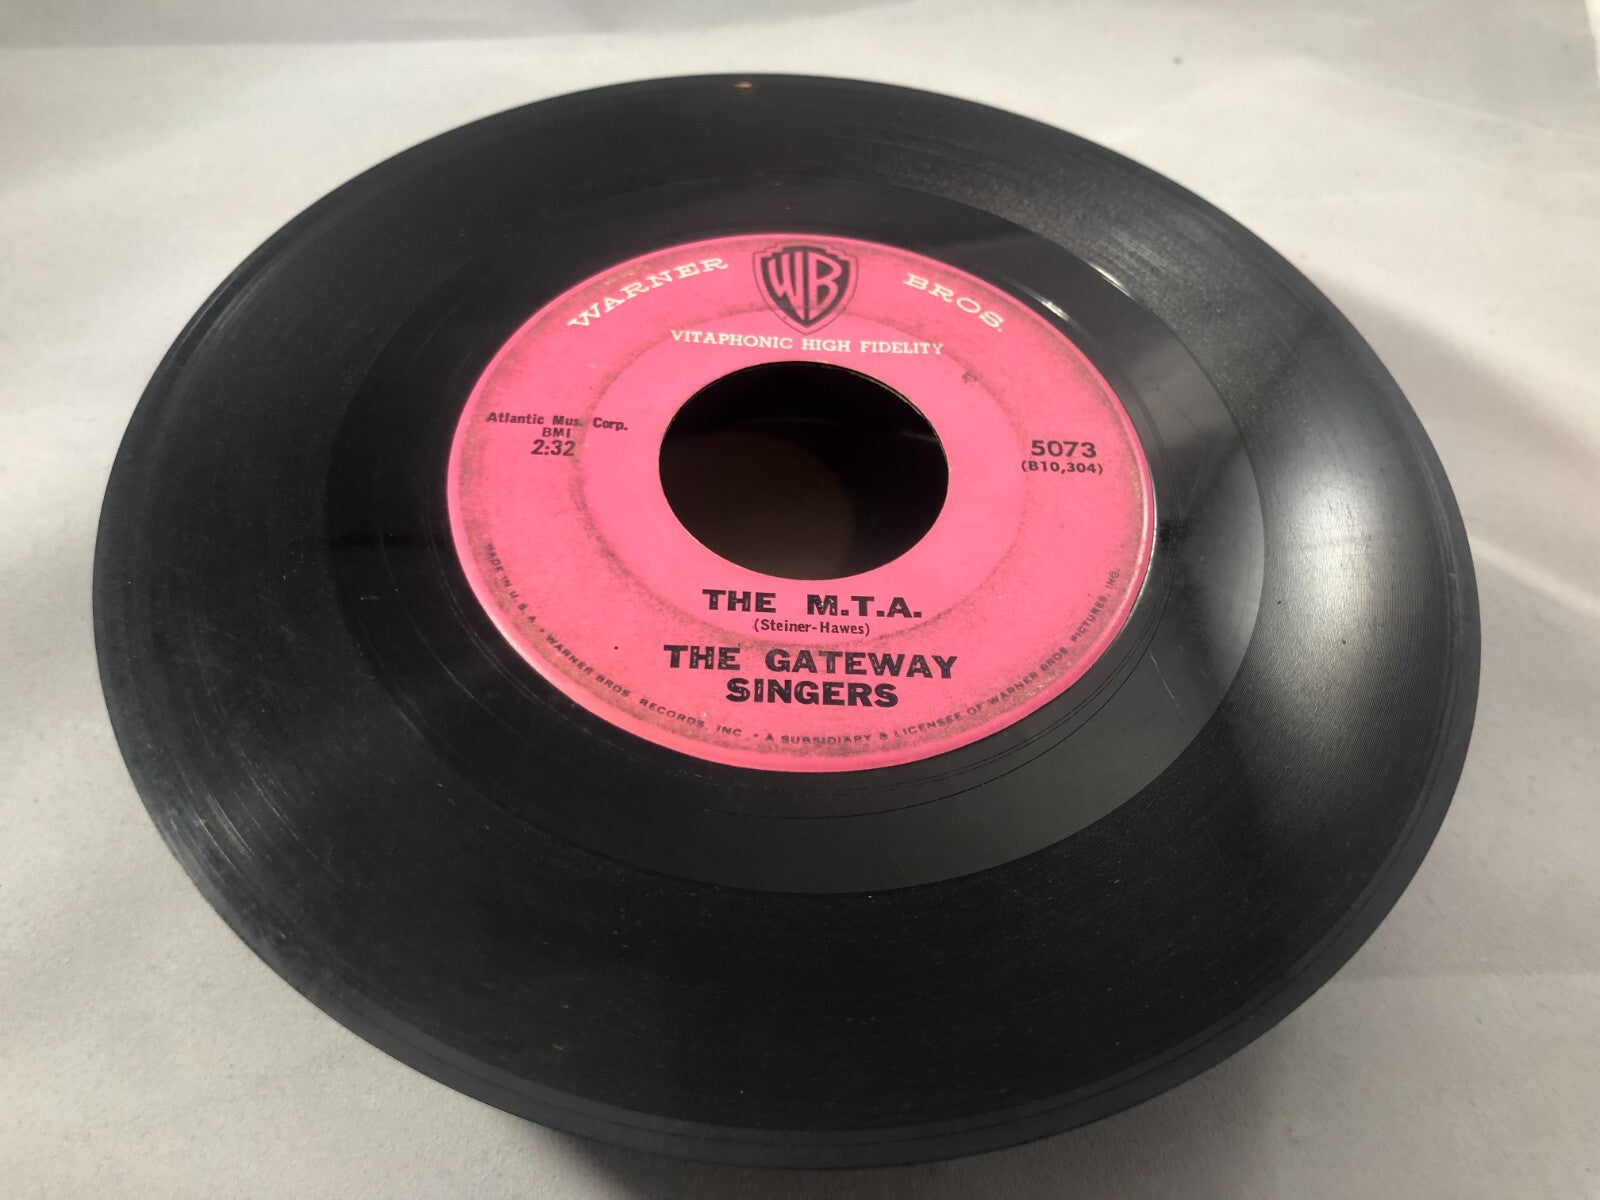 WARNER BROS.
WB
VITAPHONIC HIGH FIDELITY
Atlantic Mus. Corp.
BMI
2:32
5073
(B10,304)
THE M.T.A.
(Steiner-Hawes)
THE GATEWAY
SINGERS
MADE IN U.S.A. • WARNER BROS. RECORDS, INC. • A SUBSIDIARY & LICENSEE OF WARNER BROS. PICTURES, INC.